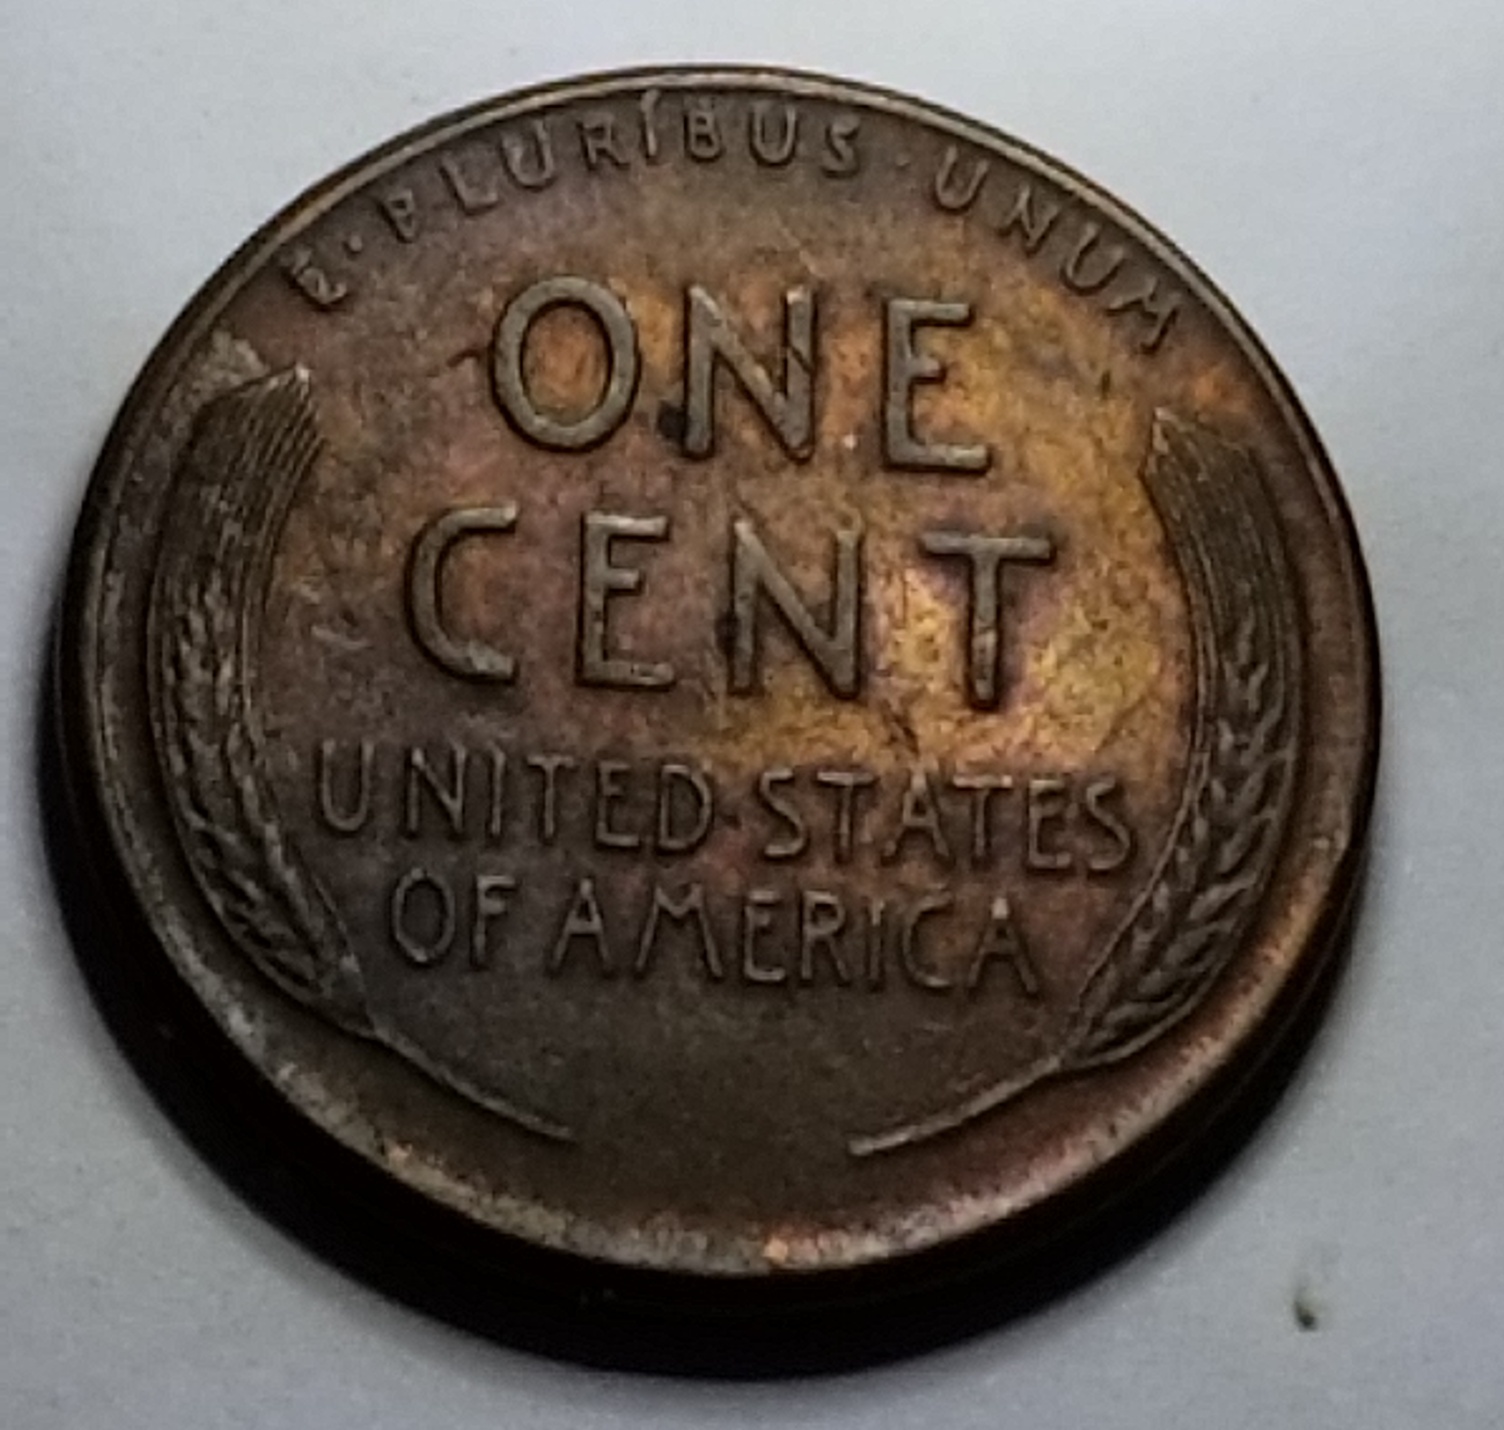 E·PLURIBUS·UNUM
ONE
CENT
UNITED·STATES
OF AMERICA